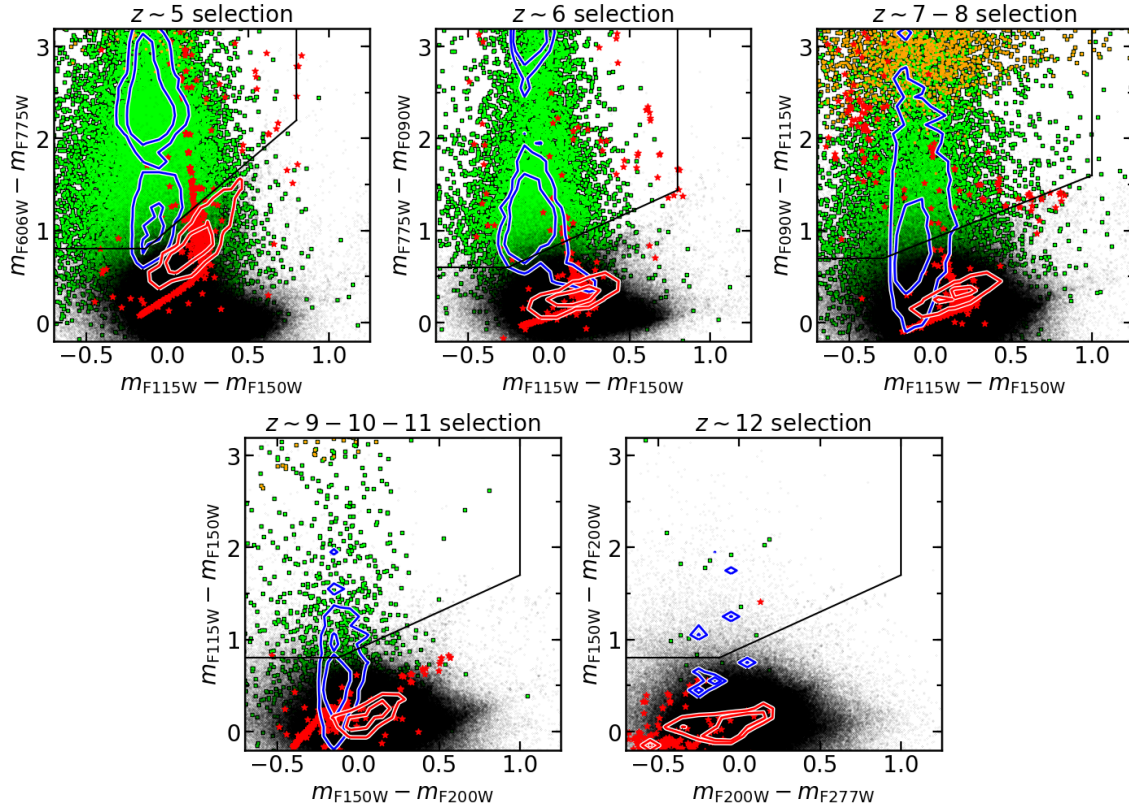 z ~ 5 selection
z ~ 6 selection
z ~ 7 − 8 selection
m_F606W − m_F775W
3
2
1
0
−0.5 0.0 0.5 1.0
m_F115W − m_F150W
m_F775W − m_F090W
3
2
1
0
−0.5 0.0 0.5 1.0
m_F115W − m_F150W
m_F090W − m_F115W
3
2
1
0
−0.5 0.0 0.5 1.0
m_F115W − m_F150W
z ~ 9 − 10 − 11 selection
z ~ 12 selection
m_F115W − m_F150W
3
2
1
0
−0.5 0.0 0.5 1.0
m_F150W − m_F200W
m_F150W − m_F200W
3
2
1
0
−0.5 0.0 0.5 1.0
m_F200W − m_F277W